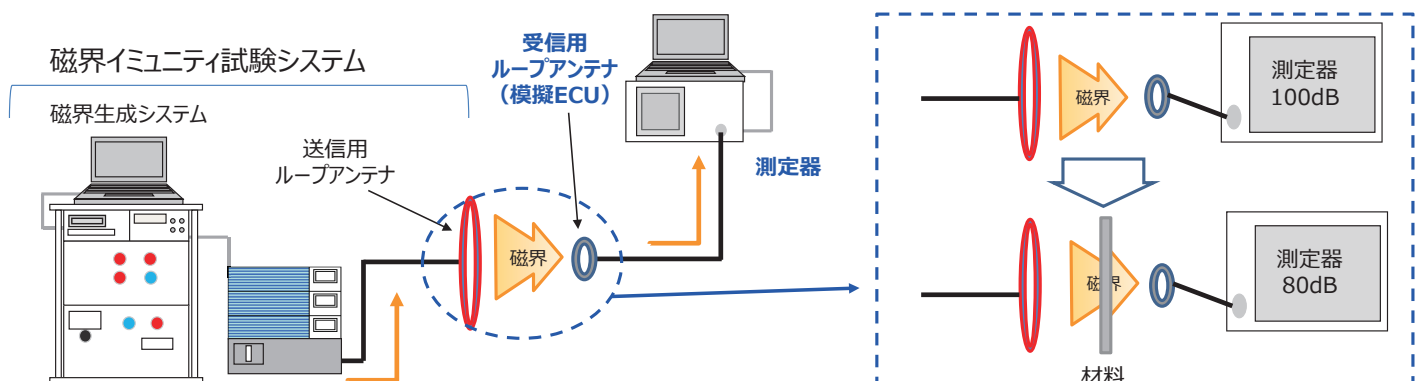 磁界イミュニティ試験システム
磁界生成システム
送信用
ループアンテナ
受信用
ループアンテナ
（模擬ECU）
測定器
磁界
磁界
測定器
100dB
磁界
測定器
80dB
材料